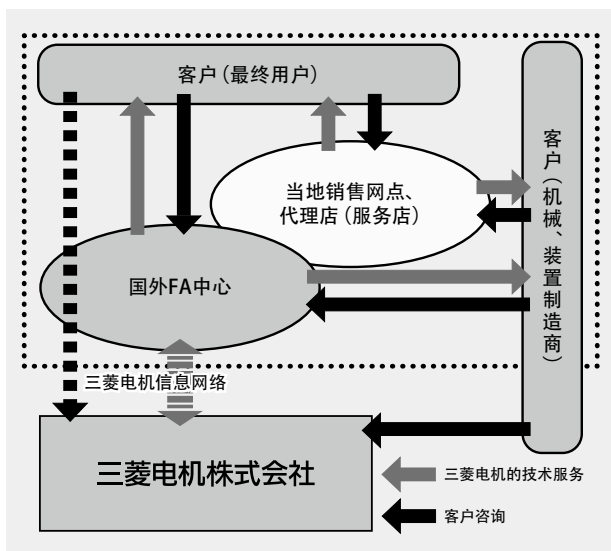 客户（最终用户）
客户（机械、装置制造商）
当地销售网点、
代理店（服务店）
国外FA中心
三菱电机信息网络
三菱电机株式会社
三菱电机的技术服务
客户咨询